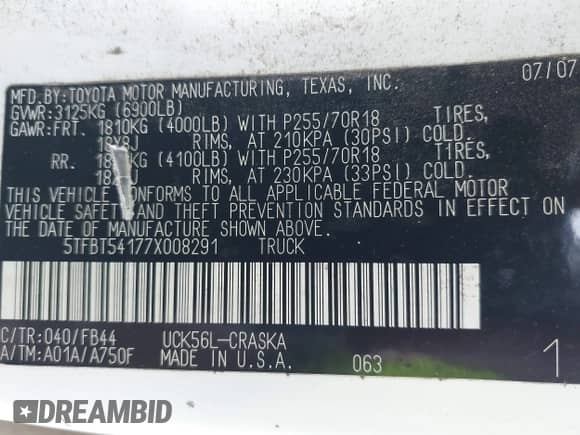 MFD.BY:TOYOTA MOTOR MANUFACTURING, TEXAS, INC. 07/07
GVWR:3125KG (6900LB)
GAWR:FRT. 1810KG (4000LB) WITH P255/70R18 TIRES,
18X8J RIMS, AT 210KPA (30PSI) COLD.
RR. KG (4100LB) WITH P255/70R18 TIRES,
RIMS, AT 230KPA (33PSI) COLD.
THIS VEHICLE CONFORMS TO ALL APPLICABLE FEDERAL MOTOR
VEHICLE SAFETY AND THEFT PREVENTION STANDARDS IN EFFECT ON
THE DATE OF MANUFACTURE SHOWN ABOVE.
5TFBT54177X008291 TRUCK
C/TR:040/FB44 UCK56L-CRASKA
A/TM:A01A/A750F MADE IN U.S.A. 063 1
DREAMBID